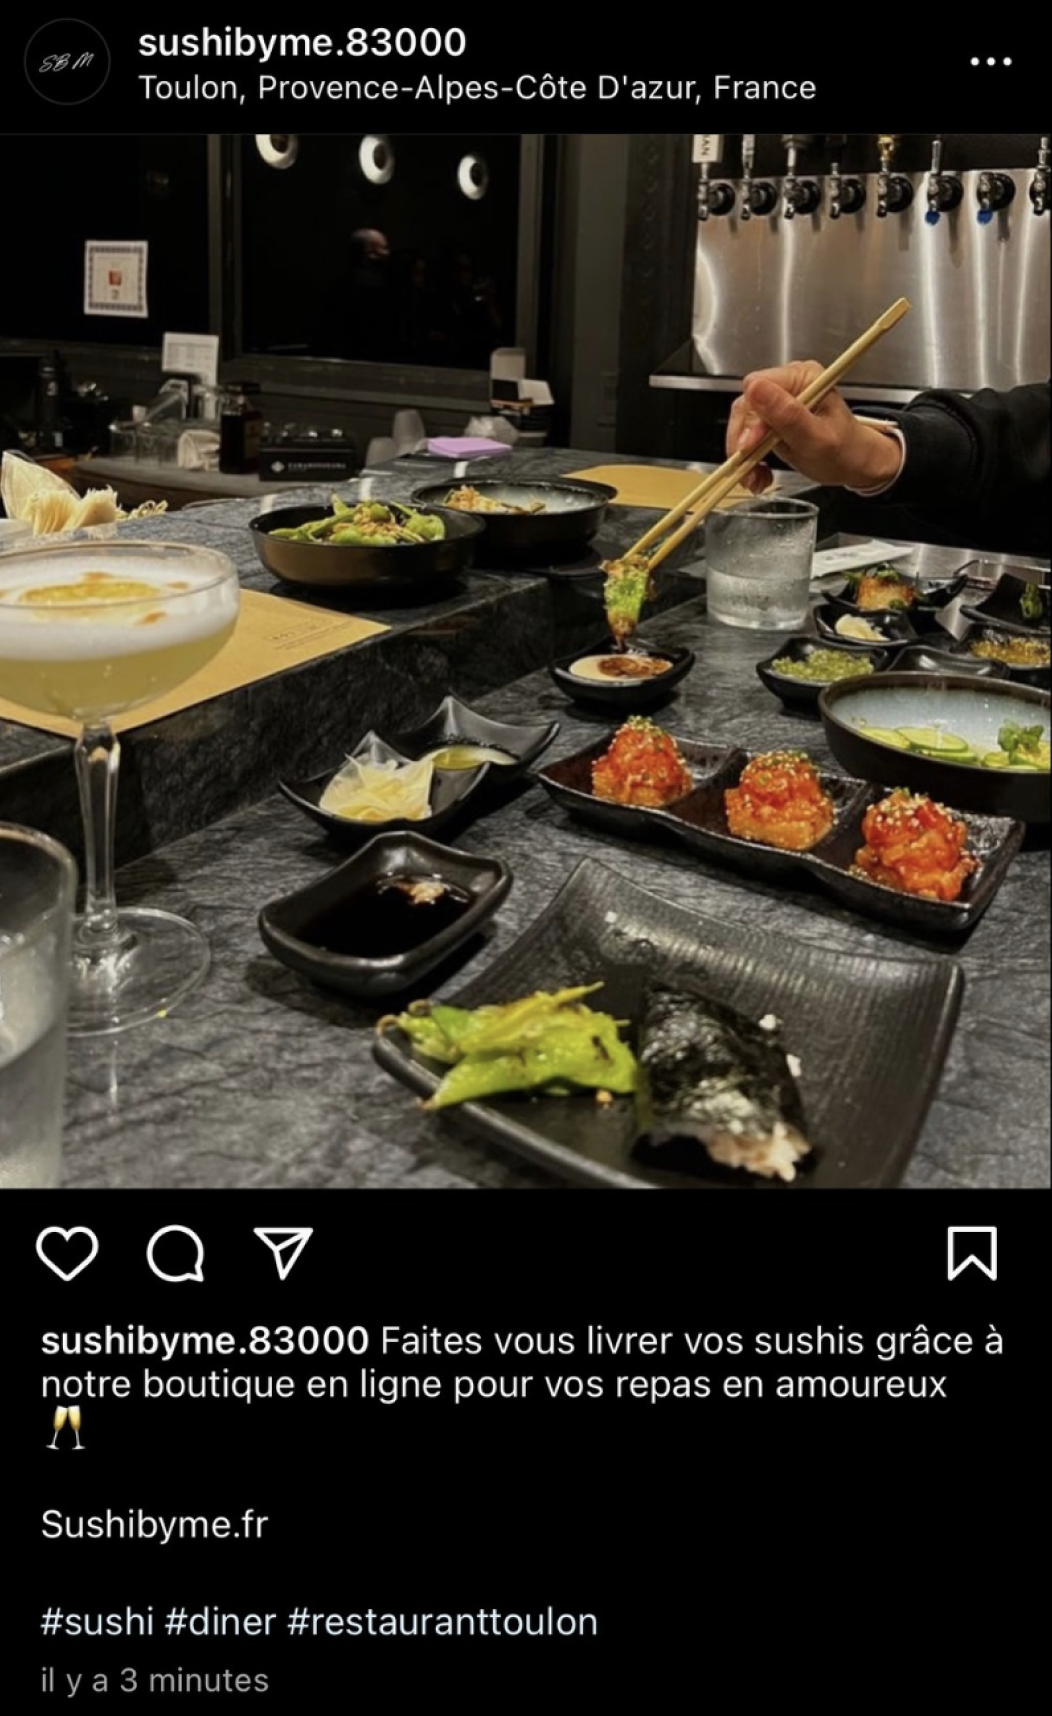 SBM
sushibyme.83000
Toulon, Provence-Alpes-Côte D'azur, France
sushibyme.83000 Faites vous livrer vos sushis grâce à
notre boutique en ligne pour vos repas en amoureux
🥂
Sushibyme.fr
#sushi #diner #restauranttoulon
il y a 3 minutes